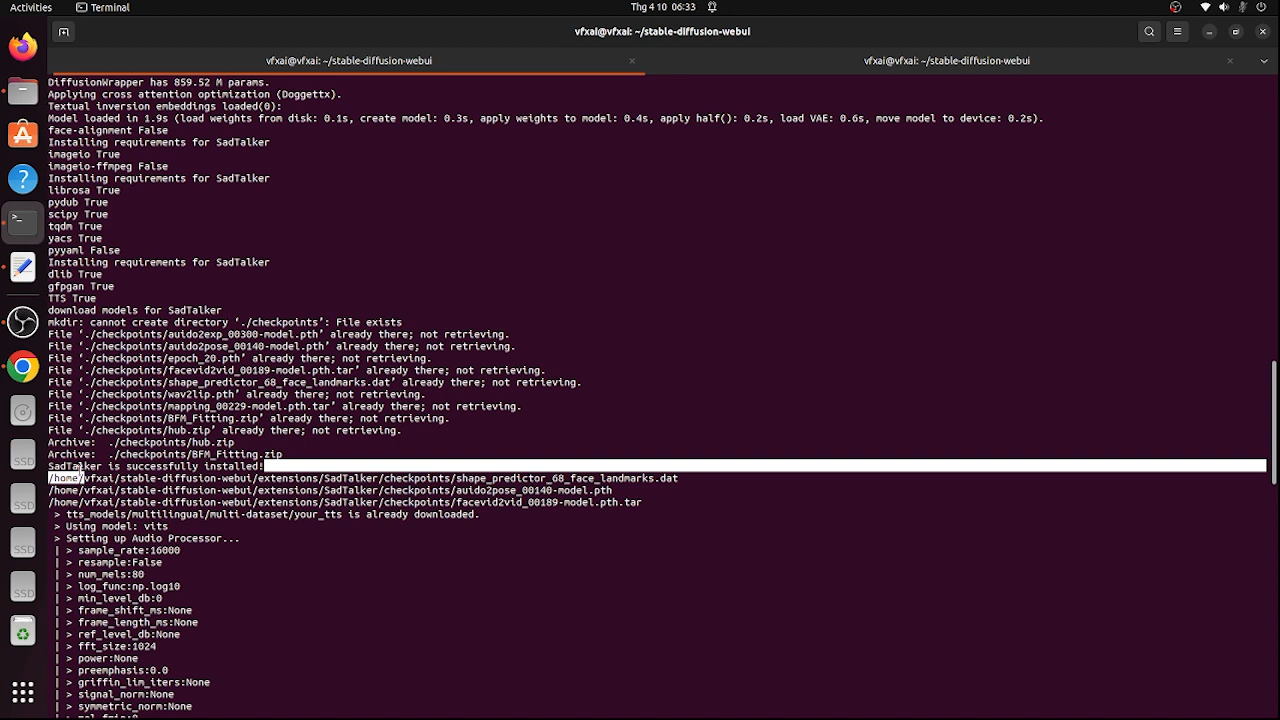 Activities
Terminal
Thg 4 10 06:33
vfxai@vfxai: ~/stable-diffusion-webui
vfxai@vfxai: ~/stable-diffusion-webui
vfxai@vfxai: ~/stable-diffusion-webui
DiffusionWrapper has 859.52 M params.
Applying cross attention optimization (Doggettx).
Textual inversion embeddings loaded(0):
Model loaded in 1.9s (load weights from disk: 0.1s, create model: 0.3s, apply weights to model: 0.4s, apply half(): 0.2s, load VAE: 0.6s, move model to device: 0.2s).
face-alignment False
Installing requirements for SadTalker
imageio True
imageio-ffmpeg False
Installing requirements for SadTalker
librosa True
pydub True
scipy True
tqdm True
yacs True
pyyaml False
Installing requirements for SadTalker
dlib True
gfpgan True
TTS True
download models for SadTalker
mkdir: cannot create directory ‘./checkpoints’: File exists
File ‘./checkpoints/auido2exp_00300-model.pth’ already there; not retrieving.
File ‘./checkpoints/auido2pose_00140-model.pth’ already there; not retrieving.
File ‘./checkpoints/epoch_20.pth’ already there; not retrieving.
File ‘./checkpoints/facevid2vid_00189-model.pth.tar’ already there; not retrieving.
File ‘./checkpoints/shape_predictor_68_face_landmarks.dat’ already there; not retrieving.
File ‘./checkpoints/wav2lip.pth’ already there; not retrieving.
File ‘./checkpoints/mapping_00229-model.pth.tar’ already there; not retrieving.
File ‘./checkpoints/BFM_Fitting.zip’ already there; not retrieving.
File ‘./checkpoints/hub.zip’ already there; not retrieving.
Archive:  ./checkpoints/hub.zip
Archive:  ./checkpoints/BFM_Fitting.zip
SadTalker is successfully installed!
/home/vfxai/stable-diffusion-webui/extensions/SadTalker/checkpoints/shape_predictor_68_face_landmarks.dat
/home/vfxai/stable-diffusion-webui/extensions/SadTalker/checkpoints/auido2pose_00140-model.pth
/home/vfxai/stable-diffusion-webui/extensions/SadTalker/checkpoints/facevid2vid_00189-model.pth.tar
> tts_models/multilingual/multi-dataset/your_tts is already downloaded.
> Using model: vits
> Setting up Audio Processor...
| > sample_rate:16000
| > resample:False
| > num_mels:80
| > log_func:np.log10
| > min_level_db:0
| > frame_shift_ms:None
| > frame_length_ms:None
| > ref_level_db:None
| > fft_size:1024
| > power:None
| > preemphasis:0.0
| > griffin_lim_iters:None
| > signal_norm:None
| > symmetric_norm:None
| > mel_fmin:0
SSD
SSD
SSD
SSD